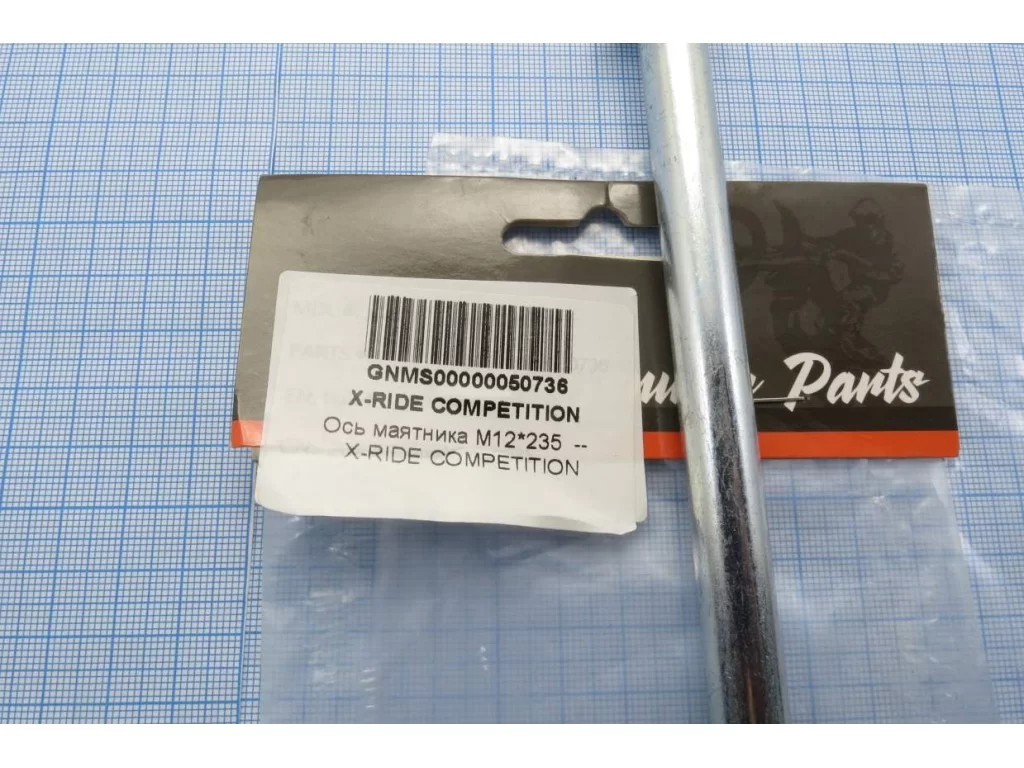 GNMS00000050736
X-RIDE COMPETITION
Ось маятника М12*235 --
X-RIDE COMPETITION
Parts